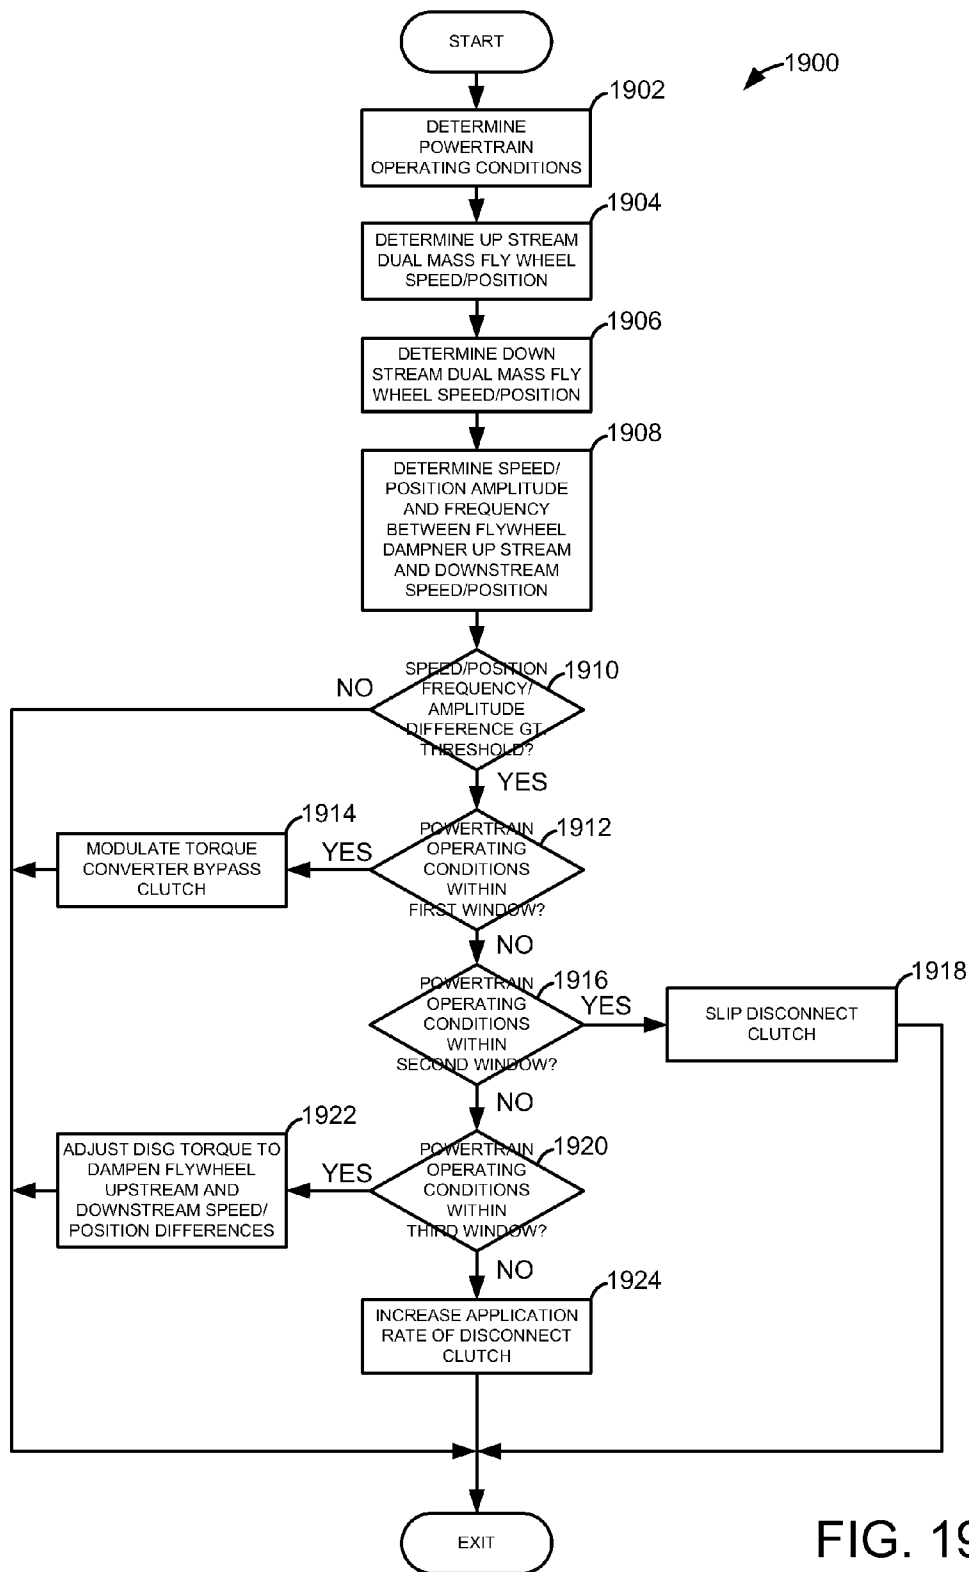 START
1900
1902
DETERMINE
POWERTRAIN
OPERATING CONDITIONS
1904
DETERMINE UP STREAM
DUAL MASS FLY WHEEL
SPEED/POSITION
1906
DETERMINE DOWN
STREAM DUAL MASS FLY
WHEEL SPEED/POSITION
1908
DETERMINE SPEED/
POSITION AMPLITUDE
AND FREQUENCY
BETWEEN FLYWHEEL
DAMPNER UP STREAM
AND DOWNSTREAM
SPEED/POSITION
1910
SPEED/POSITION
FREQUENCY/
AMPLITUDE
DIFFERENCE GT.
THRESHOLD?
NO
YES
1912
POWERTRAIN
OPERATING
CONDITIONS
WITHIN
FIRST WINDOW?
YES
1914
MODULATE TORQUE
CONVERTER BYPASS
CLUTCH
NO
1916
POWERTRAIN
OPERATING
CONDITIONS
WITHIN
SECOND WINDOW?
YES
1918
SLIP DISCONNECT
CLUTCH
NO
1920
POWERTRAIN
OPERATING
CONDITIONS
WITHIN
THIRD WINDOW?
YES
1922
ADJUST DISG TORQUE TO
DAMPEN FLYWHEEL
UPSTREAM AND
DOWNSTREAM SPEED/
POSITION DIFFERENCES
NO
1924
INCREASE APPLICATION
RATE OF DISCONNECT
CLUTCH
EXIT
FIG. 19